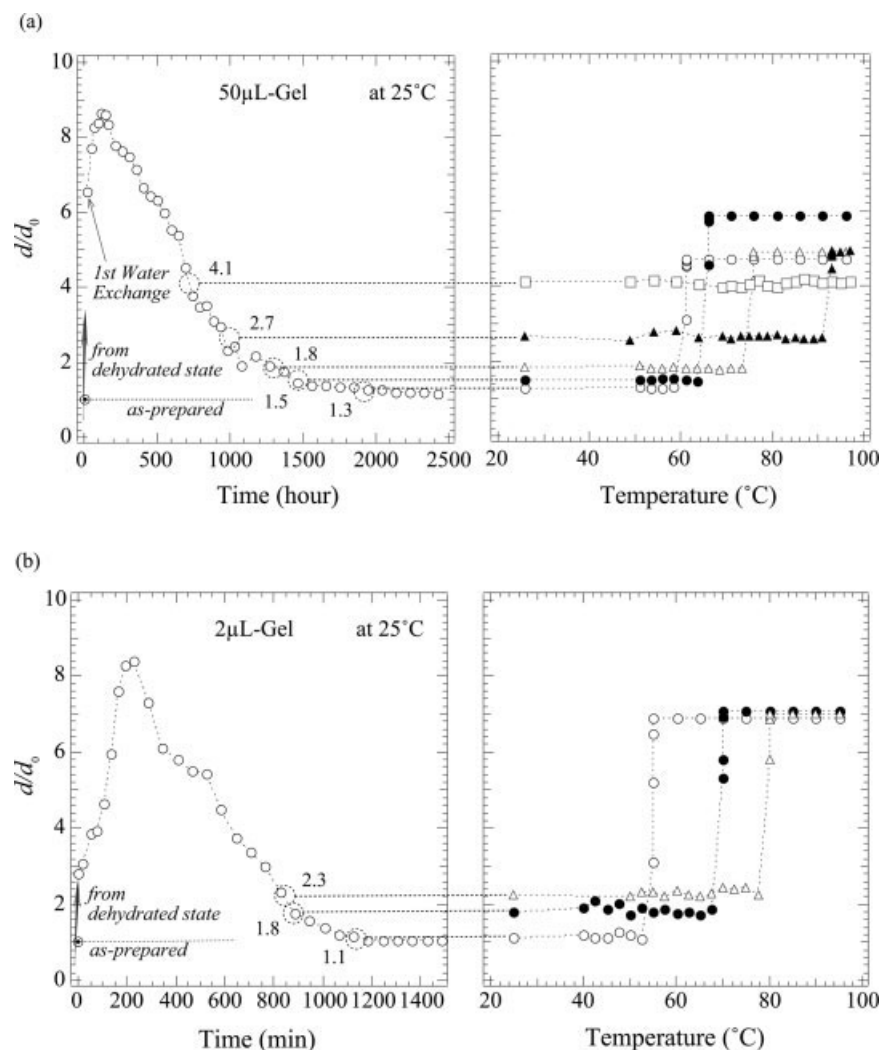 (a)
10
8
6
4
2
0
d/d0
50μL-Gel at 25˚C
1st Water
Exchange
from
dehydrated state
as-prepared
4.1
2.7
1.8
1.5
1.3
0 500 1000 1500 2000 2500
Time (hour)
20 40 60 80 100
Temperature (˚C)
(b)
10
8
6
4
2
0
d/d0
2μL-Gel at 25˚C
from
dehydrated state
as-prepared
2.3
1.8
1.1
0 200 400 600 800 1000 1200 1400
Time (min)
20 40 60 80 100
Temperature (˚C)